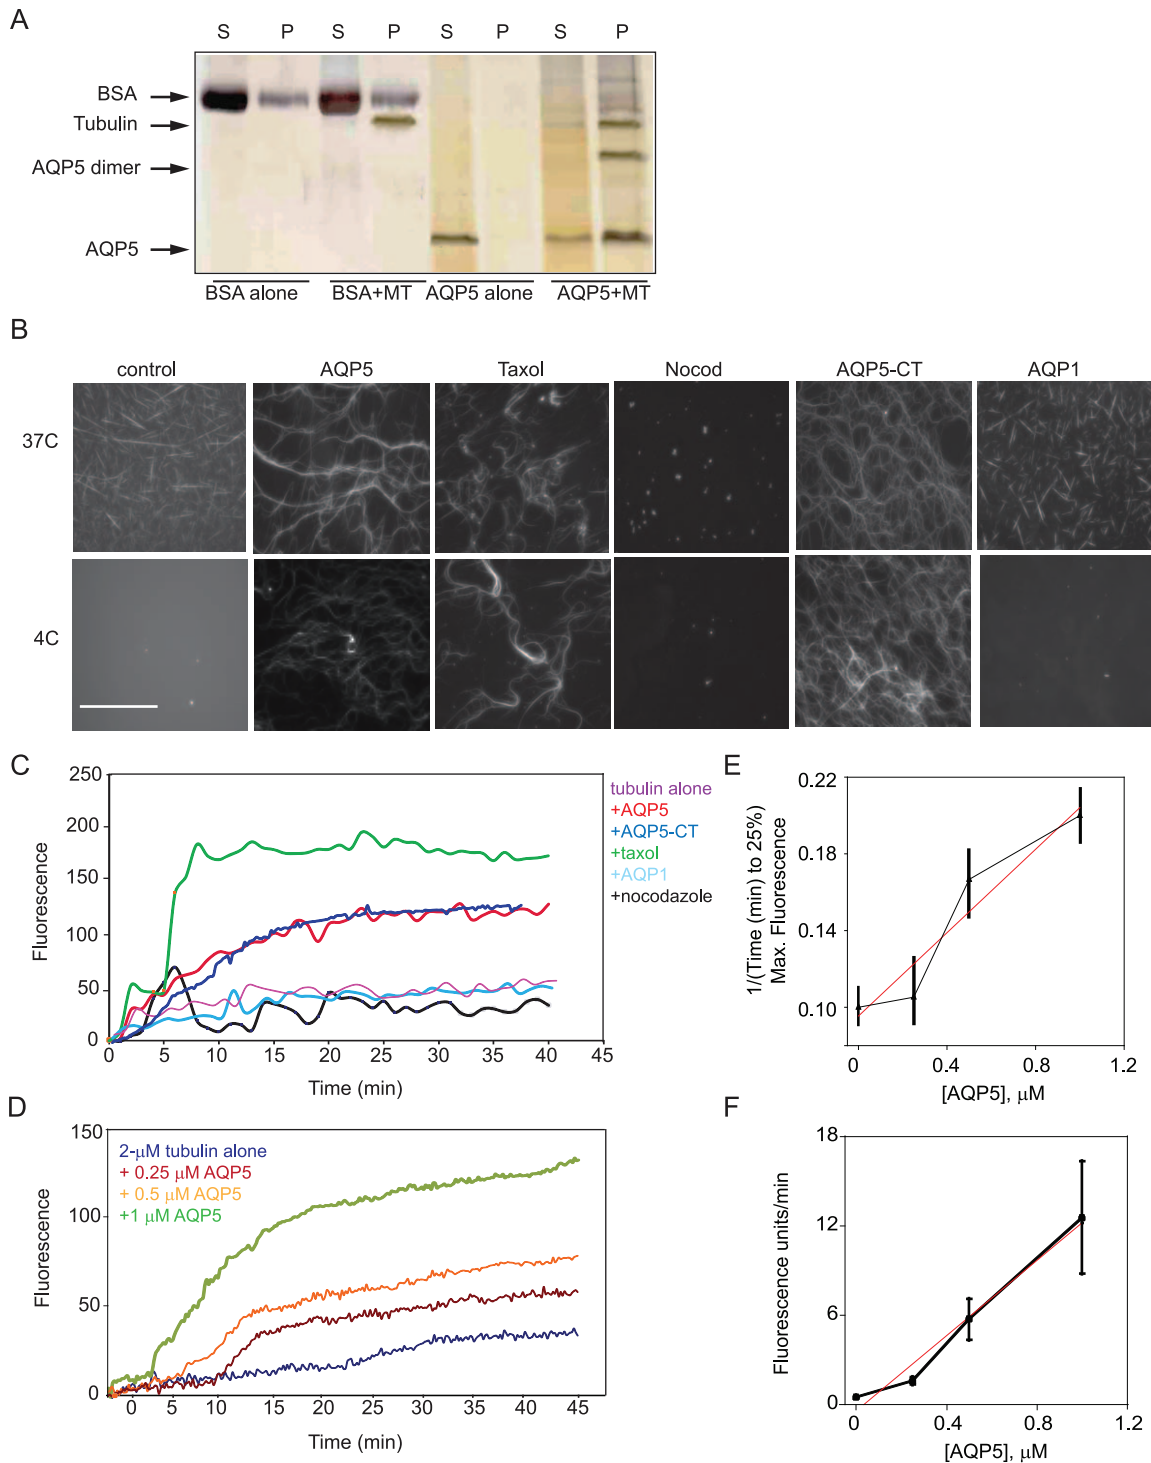 A
S P S P S P S P
BSA
Tubulin
AQP5 dimer
AQP5
BSA alone BSA+MT AQP5 alone AQP5+MT
B
control AQP5 Taxol Nocod AQP5-CT AQP1
37C
4C
C
250
200
150
100
50
0
Fluorescence
0 5 10 15 20 25 30 35 40 45
Time (min)
tubulin alone
+AQP5
+AQP5-CT
+taxol
+AQP1
+nocodazole
D
150
100
50
0
Fluorescence
2-μM tubulin alone
+ 0.25 μM AQP5
+ 0.5 μM AQP5
+1 μM AQP5
0 5 10 15 20 25 30 35 45
Time (min)
E
0.22
0.18
0.14
0.10
1/(Time (min) to 25%)
Max. Fluorescence
0 0.4 0.8 1.2
[AQP5], μM
F
18
12
6
0
Fluorescence units/min
0 0.4 0.8 1.2
[AQP5], μM